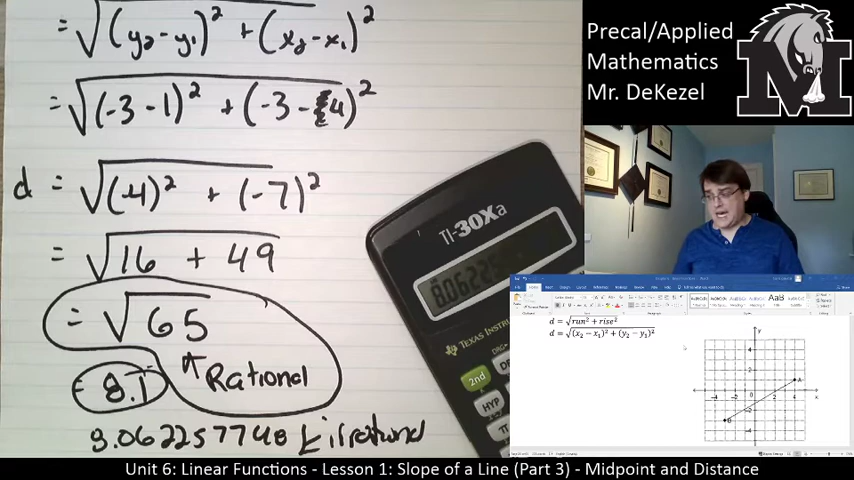 = √(y₂ - y₁)² + (x₂ - x₁)²
= √(-3 - 1)² + (-3 - 4)²
d = √(-4)² + (-7)²
= √16 + 49
= √65
= 8.1
Rational
8.062257748 irrational
TI-30Xa
8.06225
TEXAS INSTRUM
2nd
HYP
Precal/Applied
Mathematics
Mr. DeKezel
M
d = √run² + rise²
d = √(x₂ − x₁)² + (y₂ − y₁)²
y
A
B
x
Unit 6: Linear Functions - Lesson 1: Slope of a Line (Part 3) - Midpoint and Distance